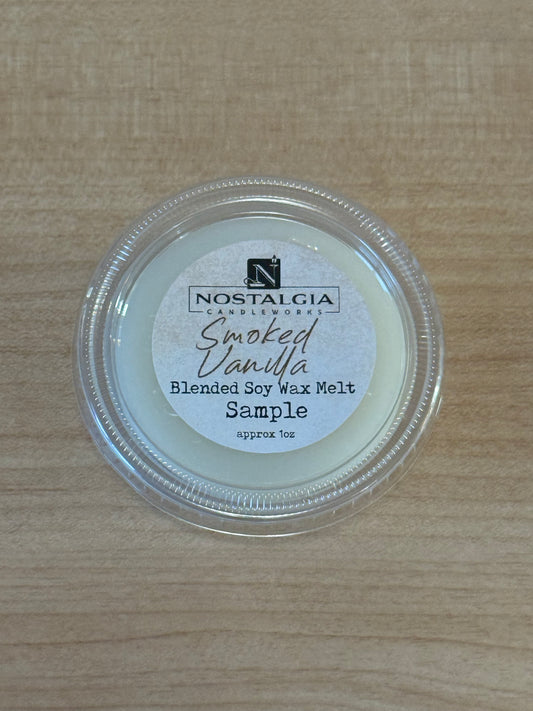 N
NOSTALGIA
CANDLEWORKS
Smoked
Vanilla
Blended Soy Wax Melt
Sample
approx 1oz